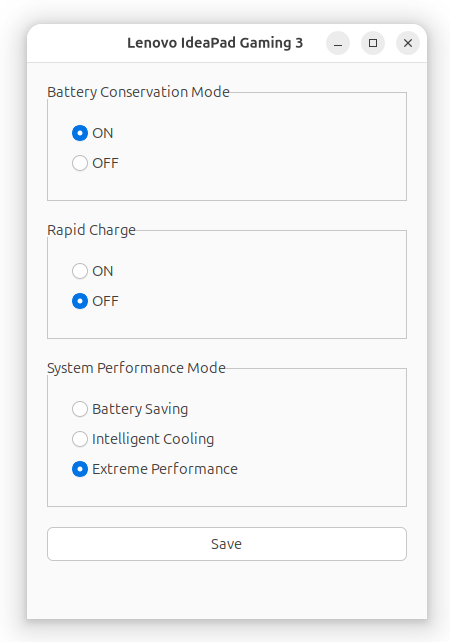 Lenovo IdeaPad Gaming 3
Battery Conservation Mode
ON
OFF
Rapid Charge
ON
OFF
System Performance Mode
Battery Saving
Intelligent Cooling
Extreme Performance
Save